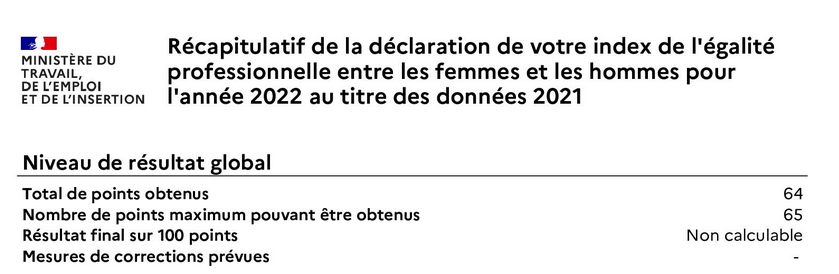 MINISTÈRE DU
TRAVAIL,
DE L'EMPLOI
ET DE L'INSERTION
Récapitulatif de la déclaration de votre index de l'égalité
professionnelle entre les femmes et les hommes pour
l'année 2022 au titre des données 2021
Niveau de résultat global
Total de points obtenus 64
Nombre de points maximum pouvant être obtenus 65
Résultat final sur 100 points Non calculable
Mesures de corrections prévues -